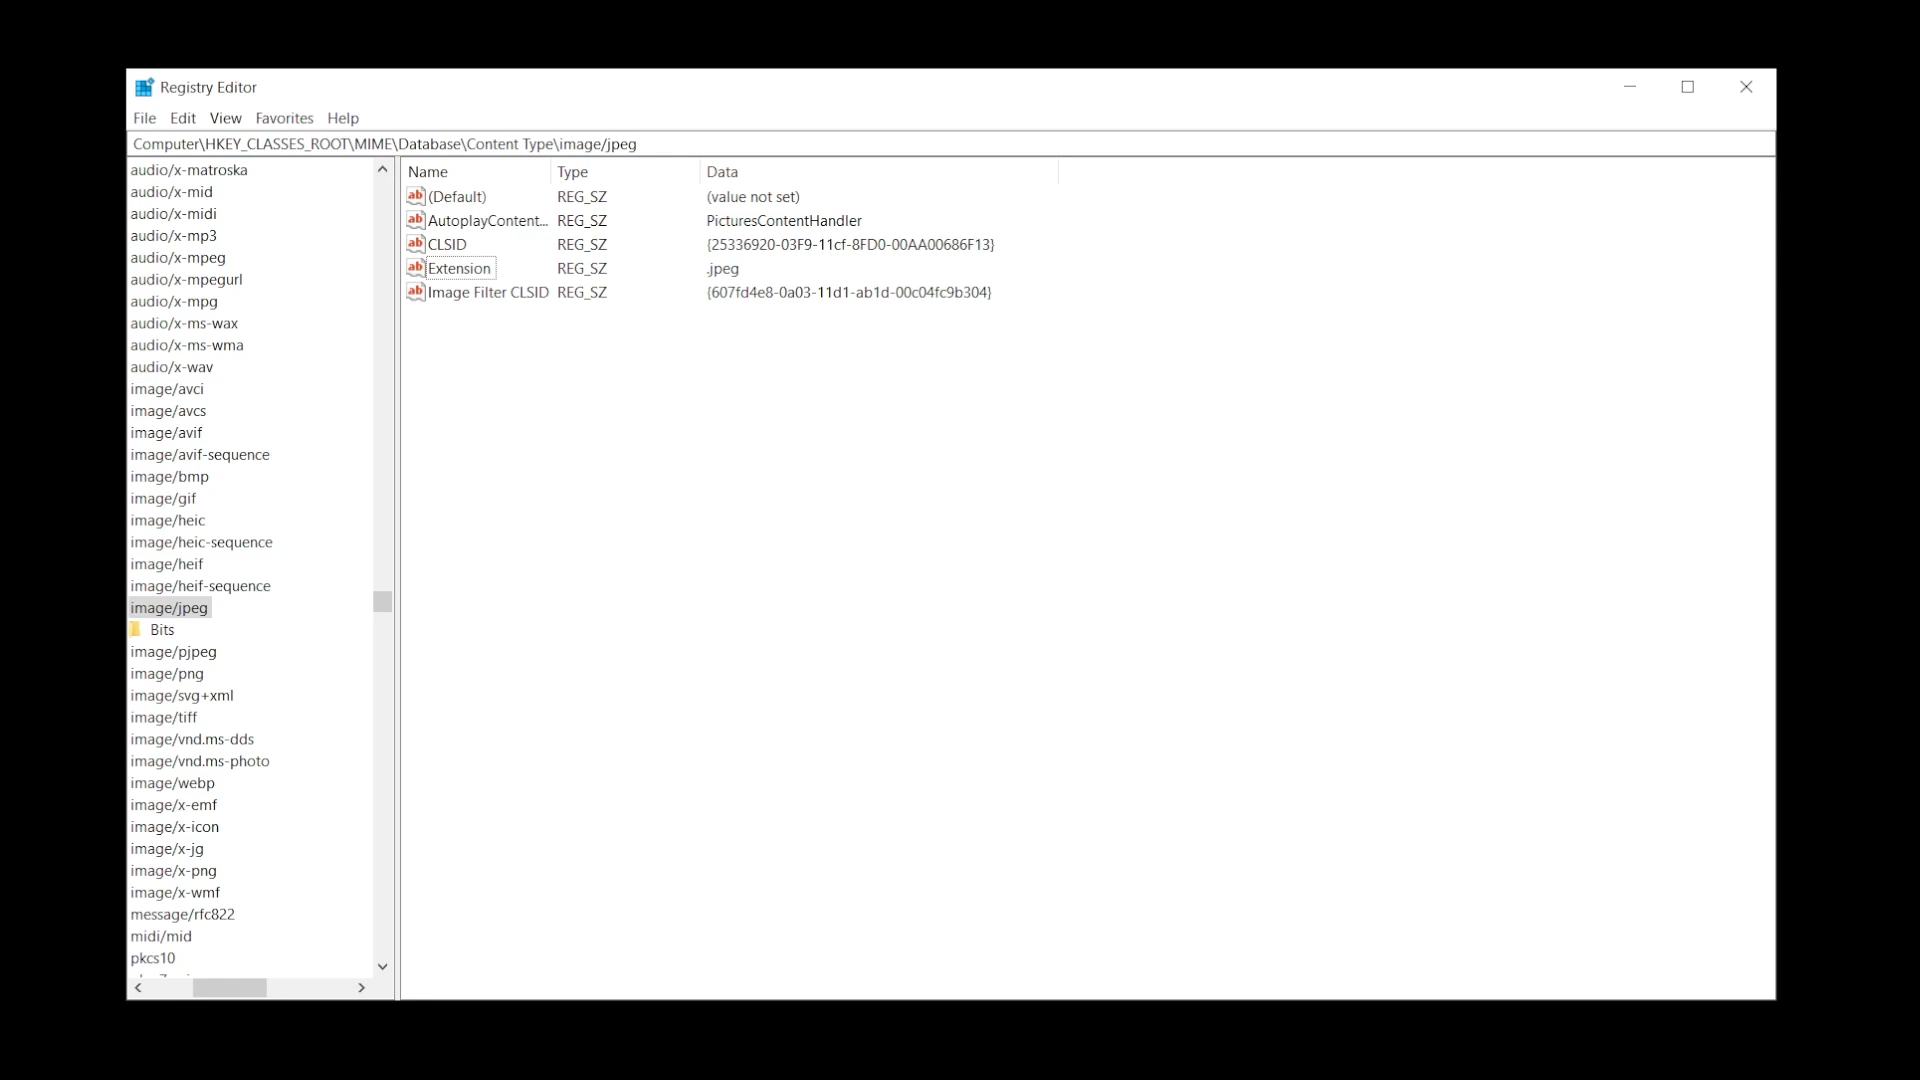 Registry Editor
File Edit View Favorites Help
Computer\HKEY_CLASSES_ROOT\MIME\Database\Content Type\image/jpeg
audio/x-matroska
audio/x-mid
audio/x-midi
audio/x-mp3
audio/x-mpeg
audio/x-mpegurl
audio/x-mpg
audio/x-ms-wax
audio/x-ms-wma
audio/x-wav
image/avci
image/avcs
image/avif
image/avif-sequence
image/bmp
image/gif
image/heic
image/heic-sequence
image/heif
image/heif-sequence
image/jpeg
Bits
image/pjpeg
image/png
image/svg+xml
image/tiff
image/vnd.ms-dds
image/vnd.ms-photo
image/webp
image/x-emf
image/x-icon
image/x-jg
image/x-png
image/x-wmf
message/rfc822
midi/mid
pkcs10
Name Type Data
(Default) REG_SZ (value not set)
AutoplayContent... REG_SZ PicturesContentHandler
CLSID REG_SZ {25336920-03F9-11cf-8FD0-00AA00686F13}
Extension REG_SZ .jpeg
Image Filter CLSID REG_SZ {607fd4e8-0a03-11d1-ab1d-00c04fc9b304}